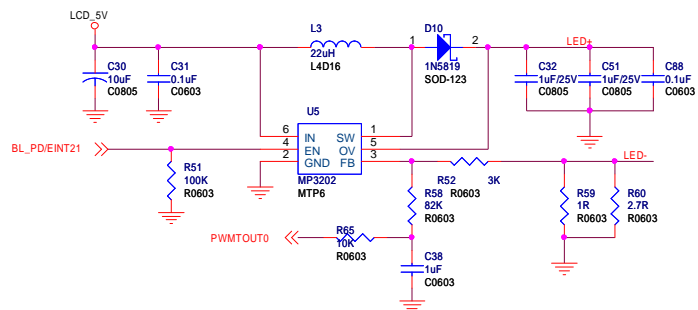 LCD_5V
L3
22uH
L4D16
1
D10
2
1N5819
SOD-123
LED+
C30
10uF
C0805
C31
0.1uF
C0603
C32
1uF/25V
C0805
C51
1uF/25V
C0603
C88
0.1uF
C0603
U5
6 IN SW 1
4 EN OV 5
2 GND FB 3
MP3202
MTP6
BL_PD/EINT21
R51
100K
R0603
R52
R0603
3K
LED-
R58
82K
R0603
R59
1R
R0603
R60
2.7R
R0603
PWMTOUT0
R65
10K
R0603
C38
1uF
C0603